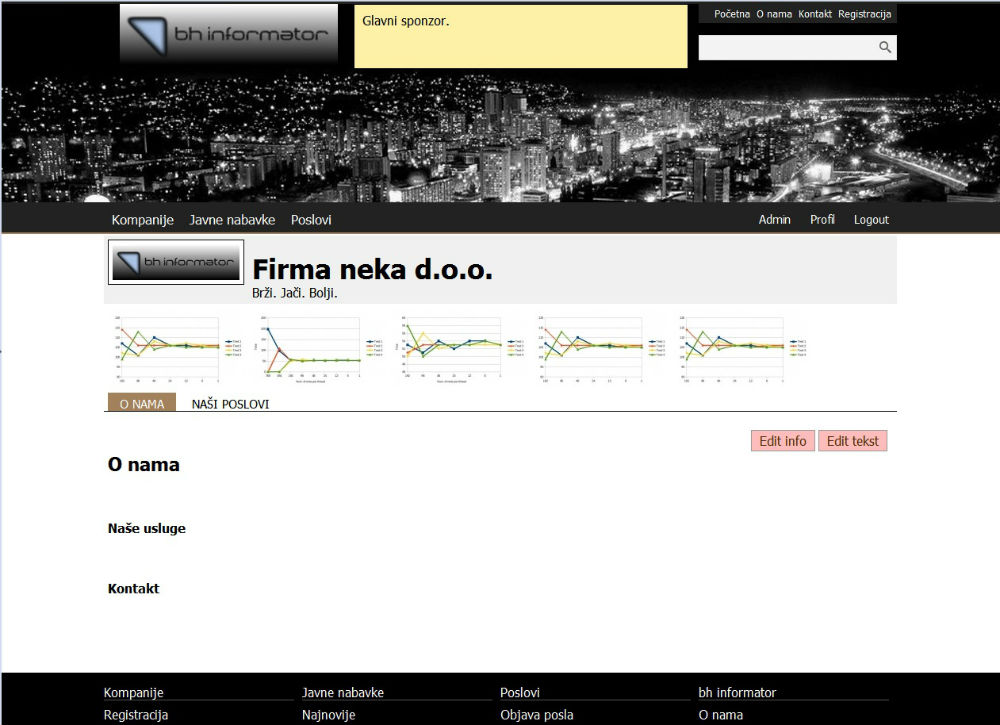 bh informator
Glavni sponzor.
Početna O nama Kontakt Registracija
Kompanije Javne nabavke Poslovi
Admin Profil Logout
bh informator
Firma neka d.o.o.
Brži. Jači. Bolji.
O NAMA NAŠI POSLOVI
Edit info Edit tekst
O nama
Naše usluge
Kontakt
Kompanije Javne nabavke Poslovi bh informator
Registracija Najnovije Objava posla O nama